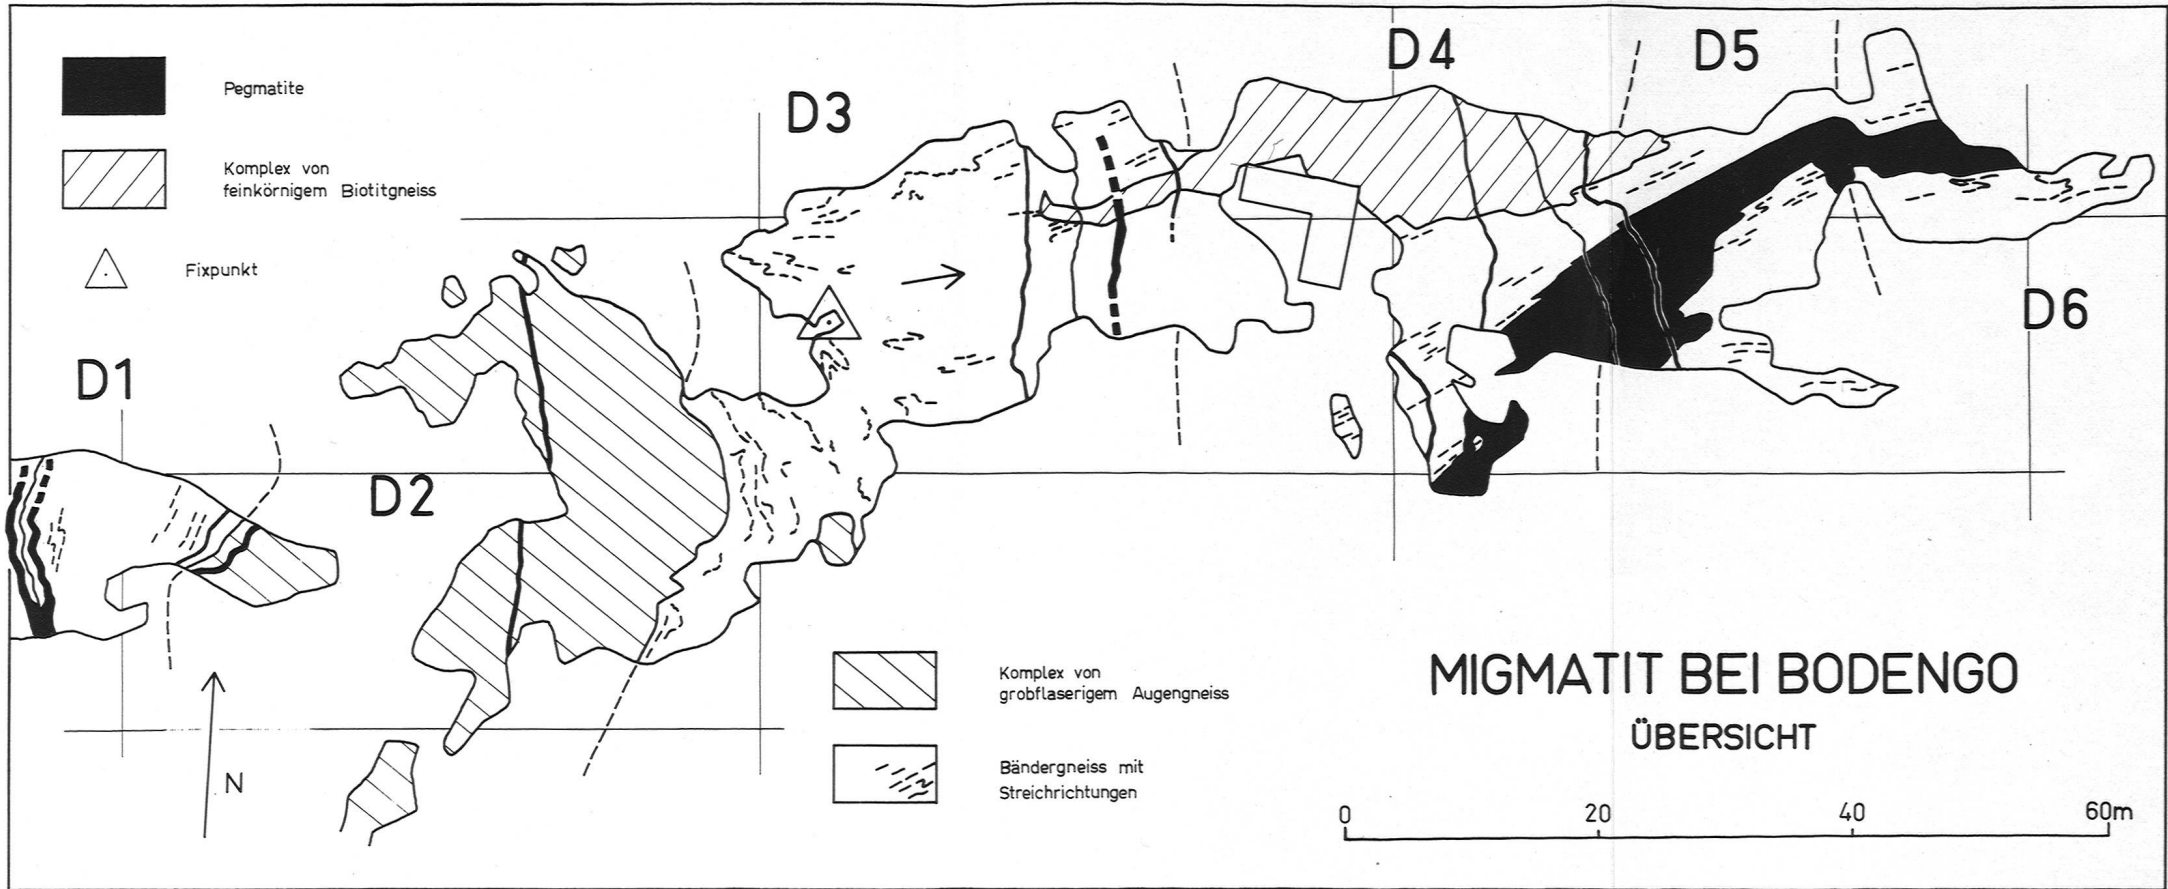 Pegmatite
Komplex von
feinkörnigem Biotitgneiss
Fixpunkt
D1
D2
D3
D4
D5
D6
N
Komplex von
grobflaserigem Augengneiss
Bändergneiss mit
Streichrichtungen
MIGMATIT BEI BODENGO
ÜBERSICHT
0 20 40 60m